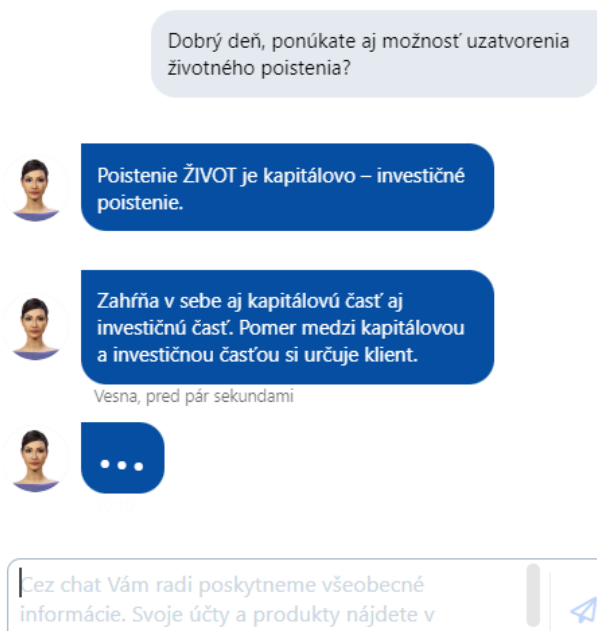 Dobrý deň, ponúkate aj možnosť uzatvorenia
životného poistenia?
Poistenie ŽIVOT je kapitálovo – investičné
poistenie.
Zahŕňa v sebe aj kapitálovú časť aj
investičnú časť. Pomer medzi kapitálovou
a investičnou časťou si určuje klient.
Vesna, pred pár sekundami
Cez chat Vám radi poskytneme všeobecné
informácie. Svoje účty a produkty nájdete v